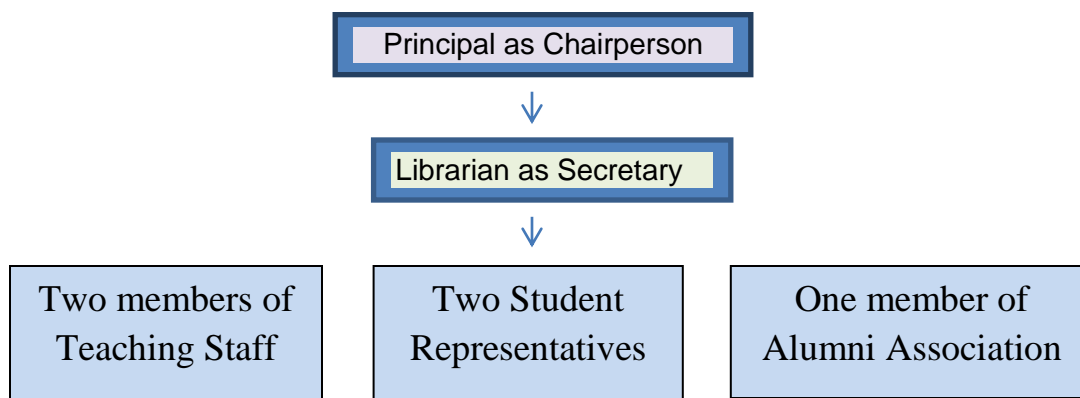 Principal as Chairperson
Librarian as Secretary
Two members of
Teaching Staff
Two Student
Representatives
One member of
Alumni Association